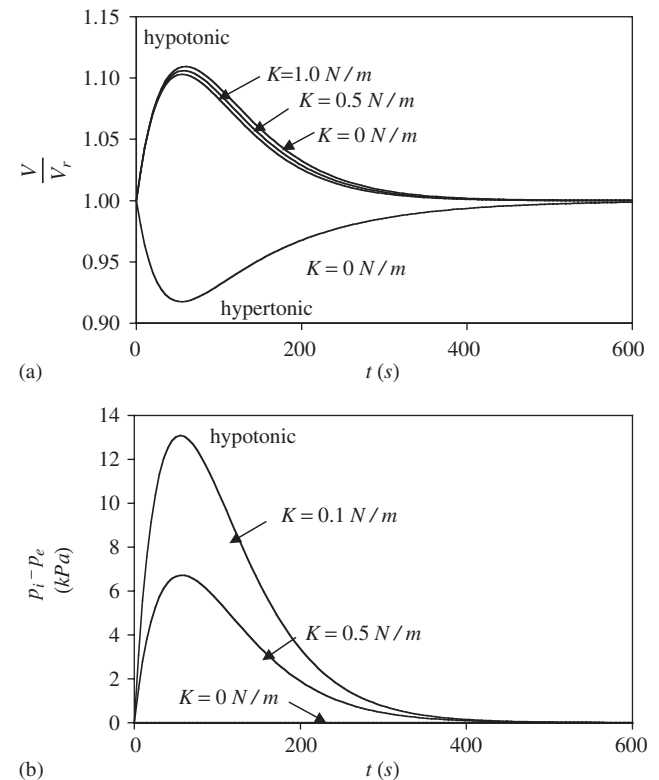 1.15
hypotonic
1.10
K=1.0 N/m
K = 0.5 N/m
1.05
K = 0 N/m
V
V_r
1.00
0.95
K = 0 N/m
hypertonic
0.90
0 200 400 600
(a) t (s)
14
hypotonic
12
10
K = 0.1 N/m
8
p_i – p_e
(kPa)
6
4
K = 0.5 N/m
2
K = 0 N/m
0
0 200 400 600
(b) t (s)